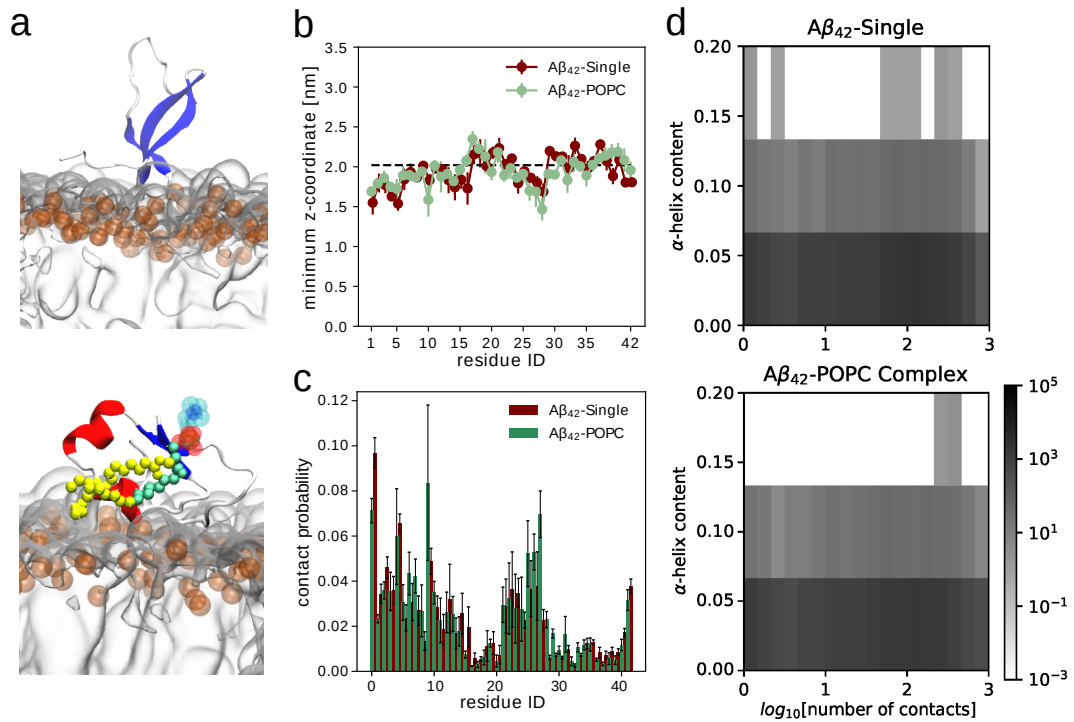 a
b
3.5
3.0
2.5
2.0
1.5
1.0
0.5
0.0
minimum z-coordinate [nm]
Aβ42-Single
Aβ42-POPC
1 5 10 15 20 25 30 35 42
residue ID
c
0.12
0.10
0.08
0.06
0.04
0.02
0.00
contact probability
Aβ42-Single
Aβ42-POPC
0 10 20 30 40
residue ID
d
Aβ42-Single
0.20
0.15
0.10
0.05
0.00
α-helix content
0 1 2 3
Aβ42-POPC Complex
0.20
0.15
0.10
0.05
0.00
α-helix content
0 1 2 3
log10[number of contacts]
10^5
10^3
10^1
10^−1
10^−3